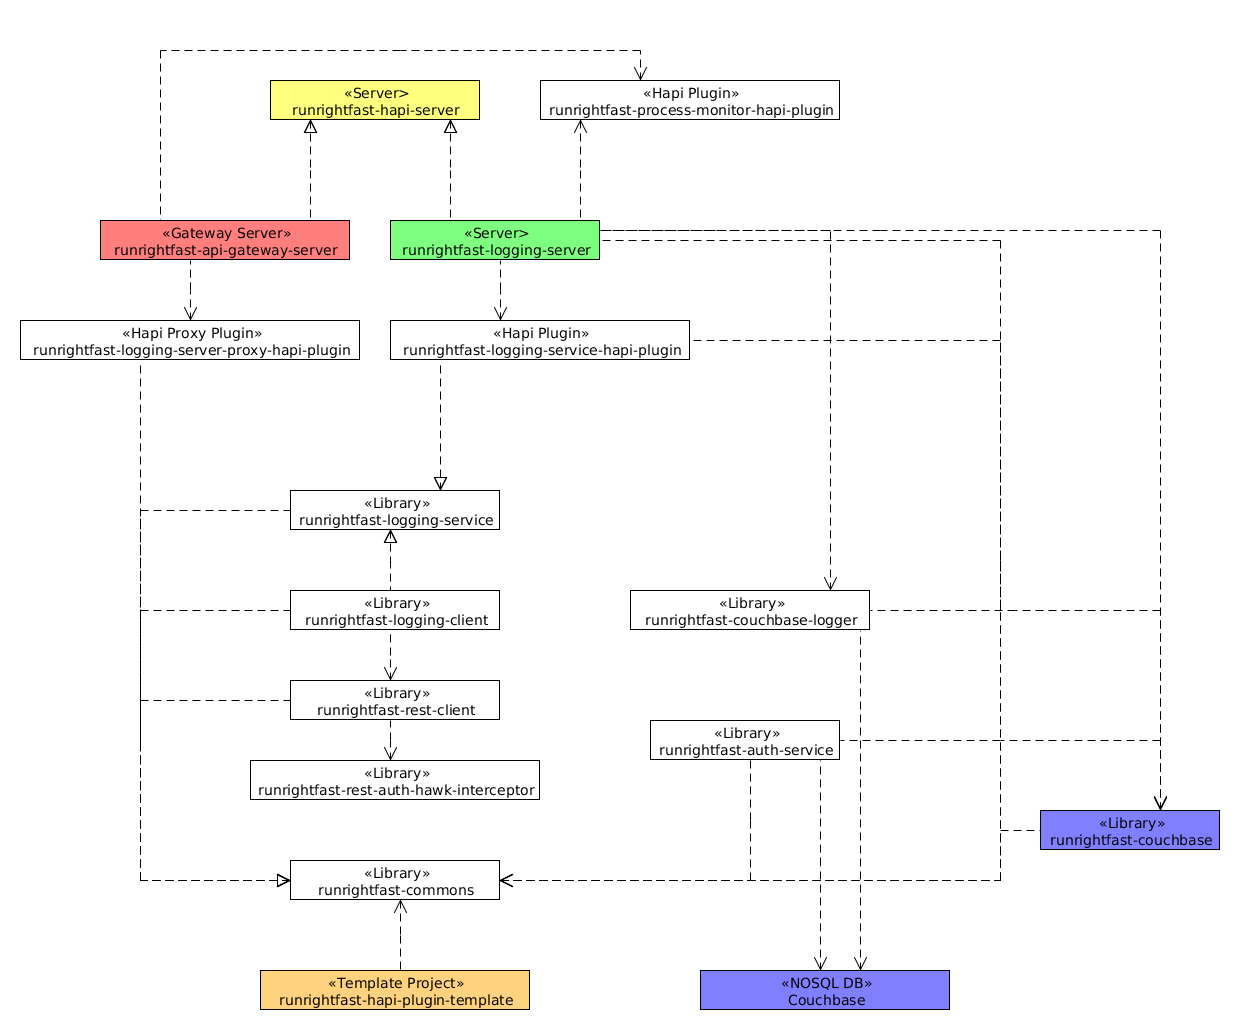 «Server>
runrightfast-hapi-server
«Hapi Plugin»
runrightfast-process-monitor-hapi-plugin
«Gateway Server»
runrightfast-api-gateway-server
«Server>
runrightfast-logging-server
«Hapi Proxy Plugin»
runrightfast-logging-server-proxy-hapi-plugin
«Hapi Plugin»
runrightfast-logging-service-hapi-plugin
«Library»
runrightfast-logging-service
«Library»
runrightfast-logging-client
«Library»
runrightfast-couchbase-logger
«Library»
runrightfast-rest-client
«Library»
runrightfast-auth-service
«Library»
runrightfast-rest-auth-hawk-interceptor
«Library»
runrightfast-couchbase
«Library»
runrightfast-commons
«Template Project»
runrightfast-hapi-plugin-template
«NOSQL DB»
Couchbase